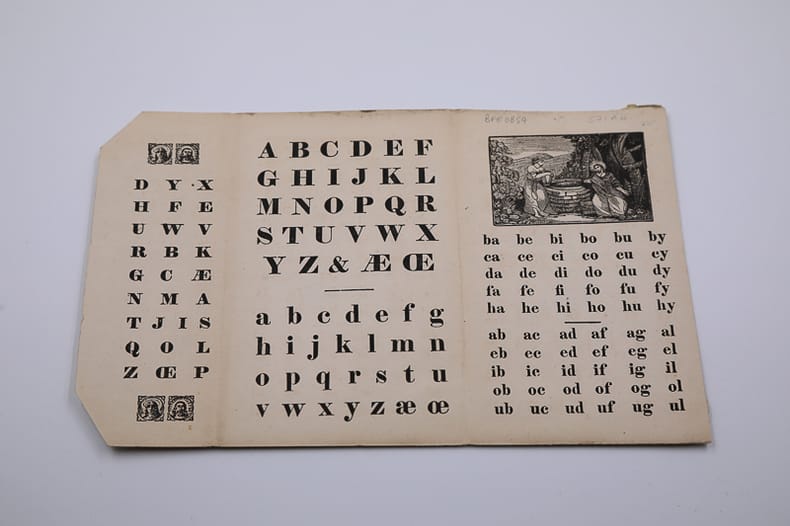 D Y X
H F E
U W V
R B K
G C Æ
N M A
T J I S
Q O L
Z Œ P
A B C D E F
G H I J K L
M N O P Q R
S T U V W X
Y Z & Æ Œ
a b c d e f g
h i j k l m n
o p q r s t u
v w x y z æ œ
ba be bi bo bu by
ca ce ci co cu cy
da de di do du dy
fa fe fi fo fu fy
ha he hi ho hu hy
ab ac ad af ag al
eb ec ed ef eg el
ib ic id if ig il
ob oc od of og ol
ub uc ud uf ug ul